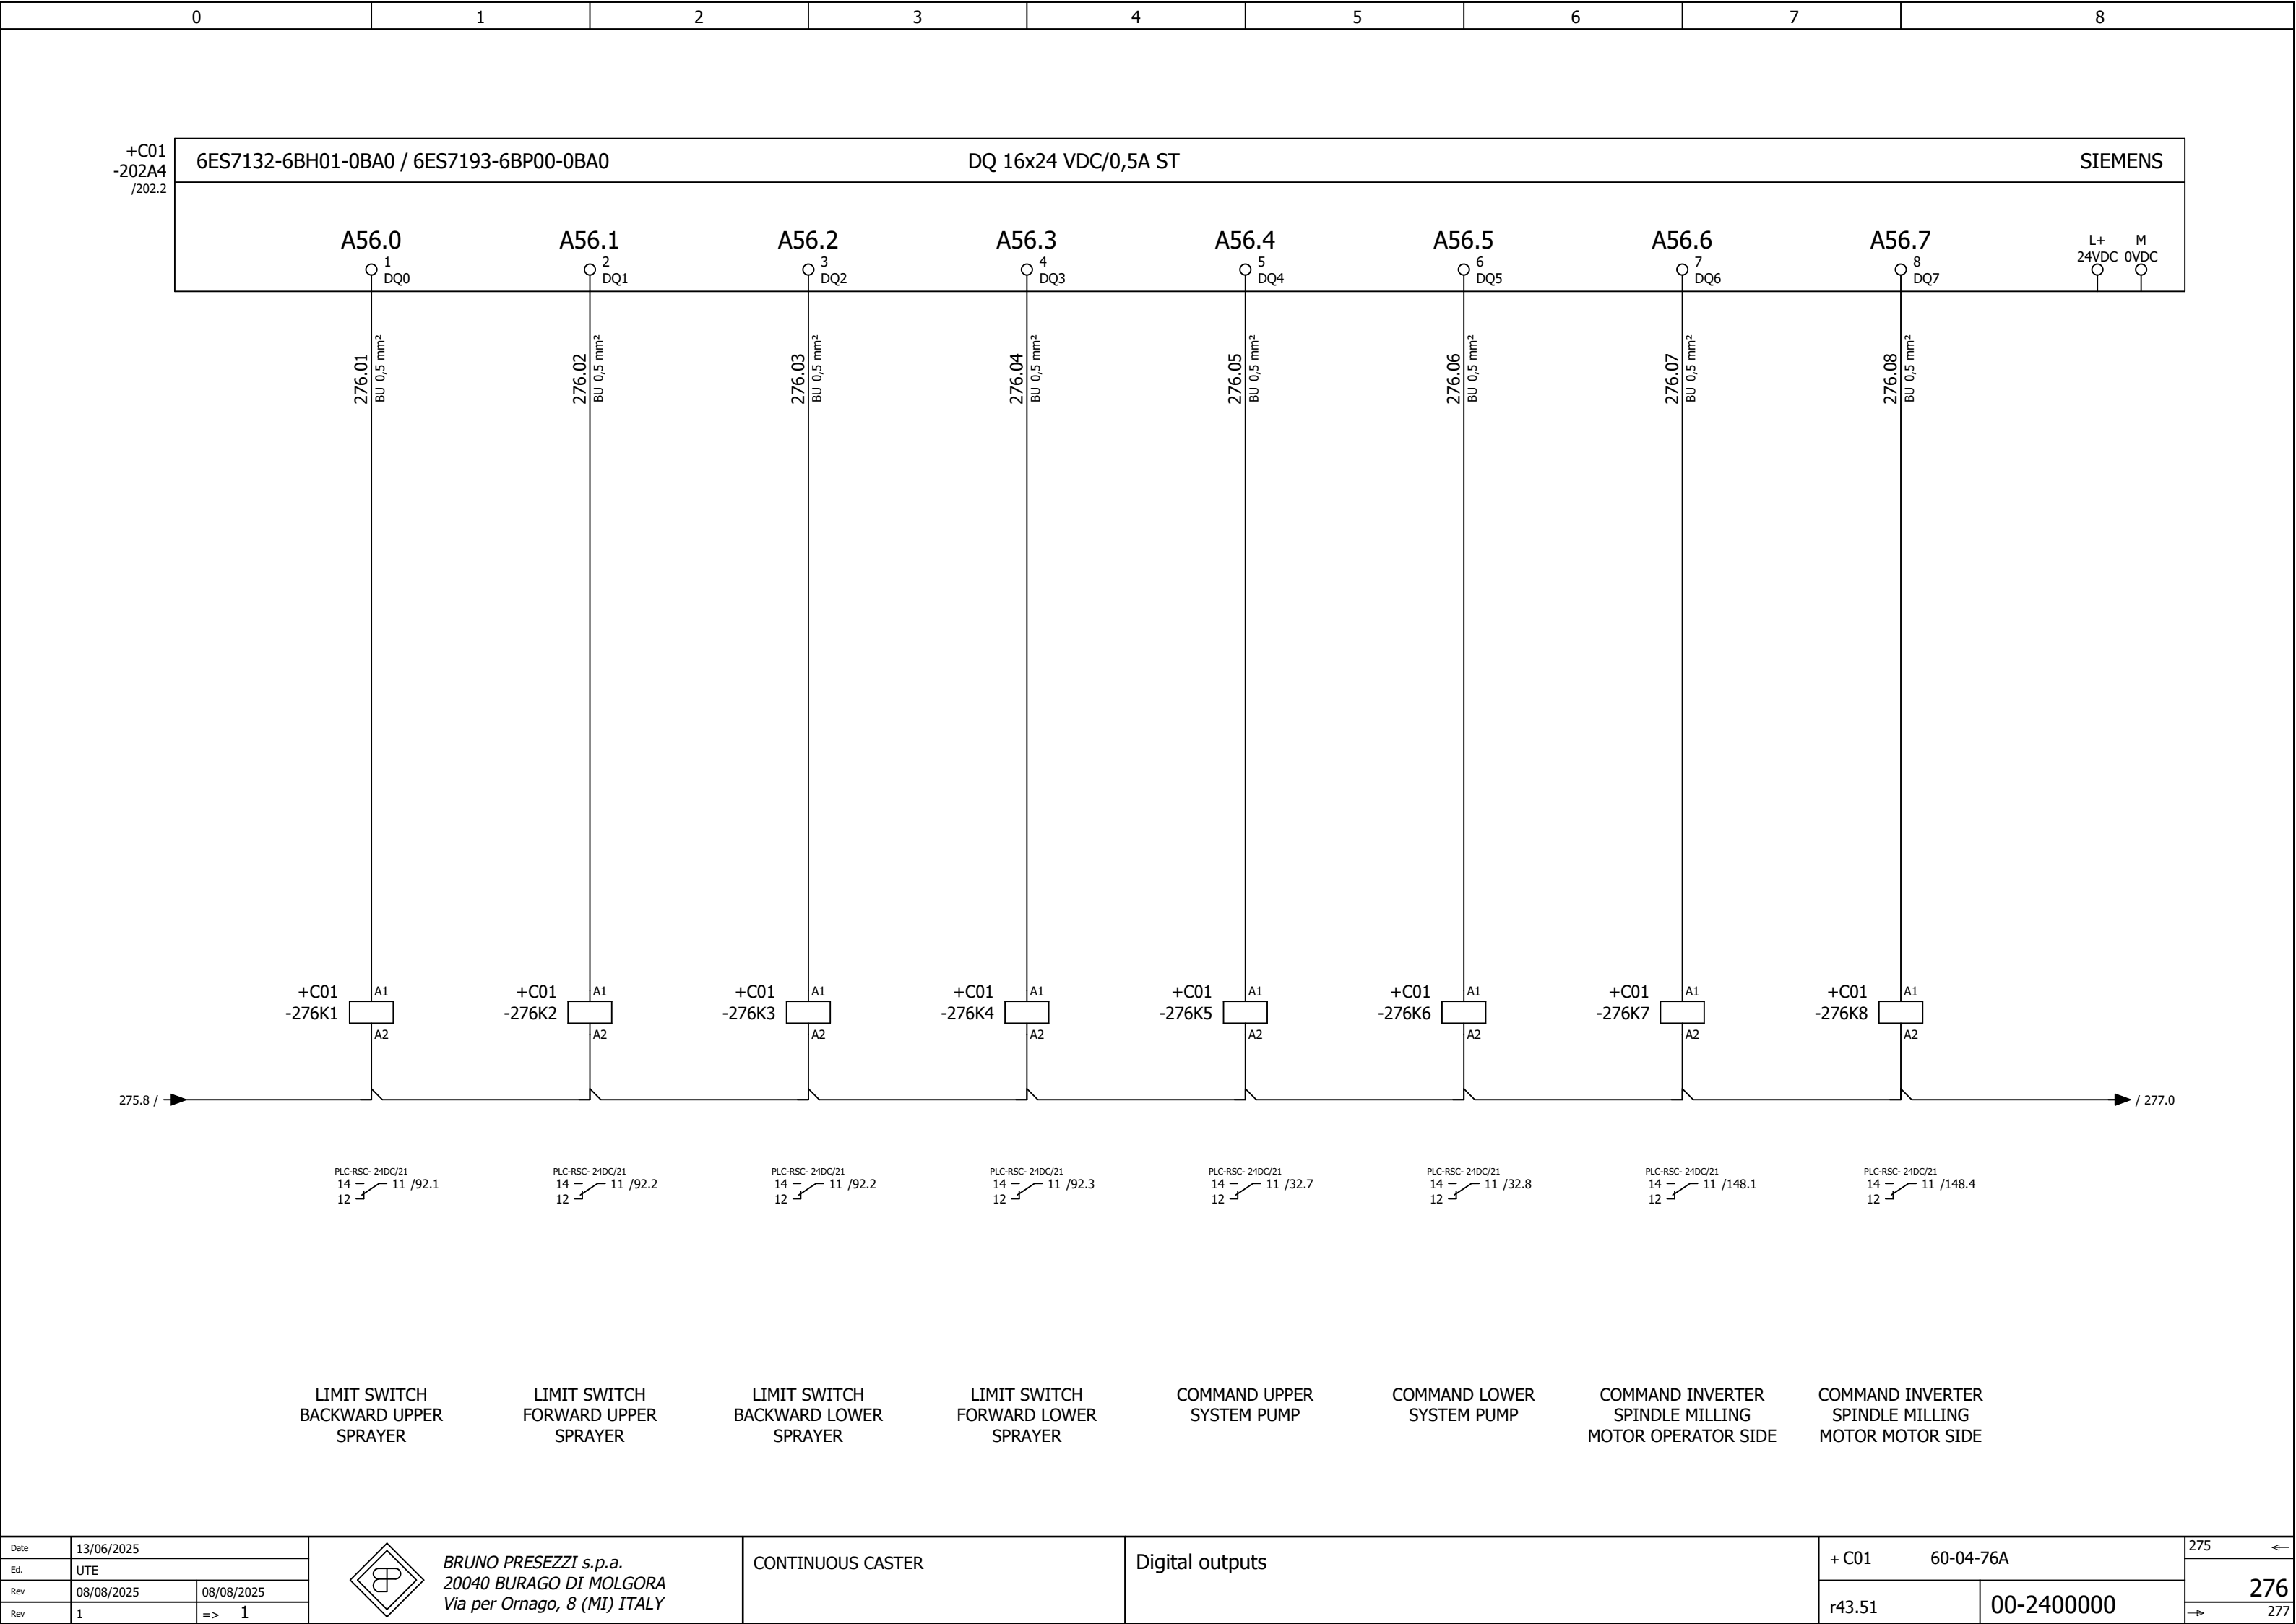 0 1 2 3 4 5 6 7 8
+C01
-202A4
/202.2
6ES7132-6BH01-0BA0 / 6ES7193-6BP00-0BA0 DQ 16x24 VDC/0,5A ST SIEMENS
A56.0 A56.1 A56.2 A56.3 A56.4 A56.5 A56.6 A56.7 L+ M
24VDC 0VDC
1 2 3 4 5 6 7 8
DQ0 DQ1 DQ2 DQ3 DQ4 DQ5 DQ6 DQ7
276.01 276.02 276.03 276.04 276.05 276.06 276.07 276.08
BU 0,5 mm² BU 0,5 mm² BU 0,5 mm² BU 0,5 mm² BU 0,5 mm² BU 0,5 mm² BU 0,5 mm² BU 0,5 mm²
+C01 A1 +C01 A1 +C01 A1 +C01 A1 +C01 A1 +C01 A1 +C01 A1 +C01 A1
-276K1 -276K2 -276K3 -276K4 -276K5 -276K6 -276K7 -276K8
A2 A2 A2 A2 A2 A2 A2 A2
275.8 / / 277.0
PLC-RSC- 24DC/21 PLC-RSC- 24DC/21 PLC-RSC- 24DC/21 PLC-RSC- 24DC/21 PLC-RSC- 24DC/21 PLC-RSC- 24DC/21 PLC-RSC- 24DC/21 PLC-RSC- 24DC/21
14 11 /92.1 14 11 /92.2 14 11 /92.2 14 11 /92.3 14 11 /32.7 14 11 /32.8 14 11 /148.1 14 11 /148.4
12 12 12 12 12 12 12 12
LIMIT SWITCH
BACKWARD UPPER
SPRAYER
LIMIT SWITCH
FORWARD UPPER
SPRAYER
LIMIT SWITCH
BACKWARD LOWER
SPRAYER
LIMIT SWITCH
FORWARD LOWER
SPRAYER
COMMAND UPPER
SYSTEM PUMP
COMMAND LOWER
SYSTEM PUMP
COMMAND INVERTER
SPINDLE MILLING
MOTOR OPERATOR SIDE
COMMAND INVERTER
SPINDLE MILLING
MOTOR MOTOR SIDE
Date 13/06/2025
Ed. UTE
Rev 08/08/2025 08/08/2025
Rev 1 => 1
BRUNO PRESEZZI s.p.a.
20040 BURAGO DI MOLGORA
Via per Ornago, 8 (MI) ITALY
CONTINUOUS CASTER
Digital outputs
+ C01 60-04-76A
r43.51 00-2400000
275
276
277